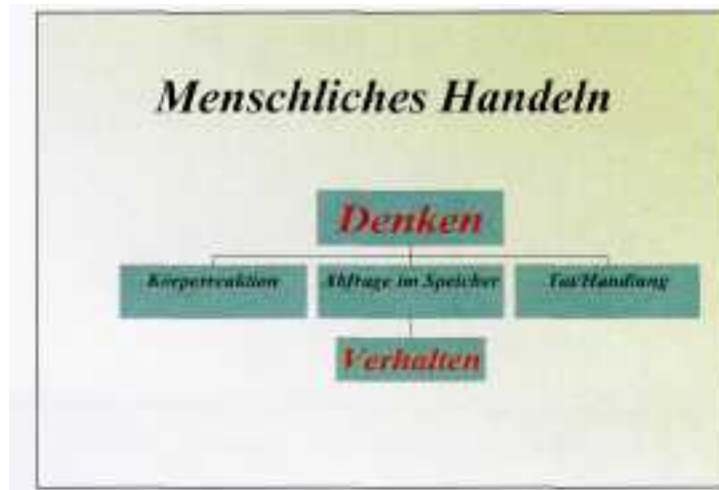 Menschliches Handeln
Denken
Körperreaktion
Abfrage im Speicher
Tat/Handlung
Verhalten